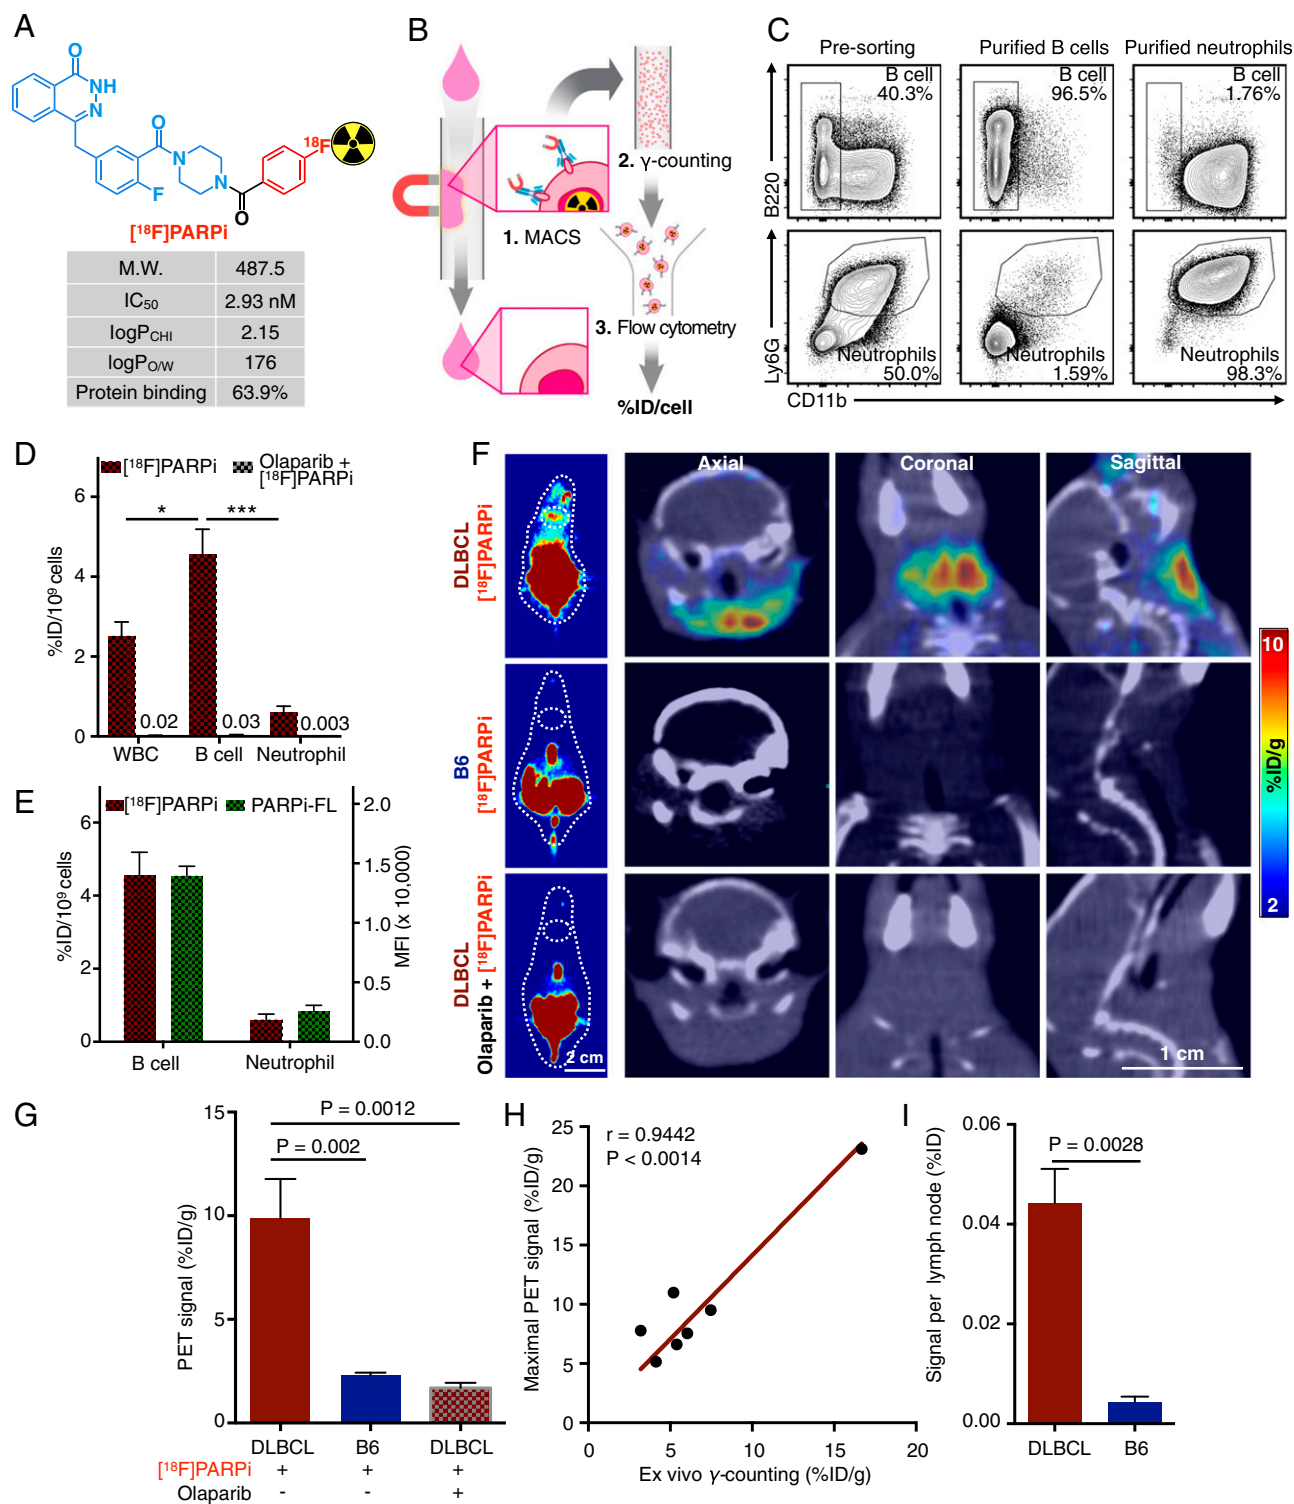 A
O
NH
N
O
N
F
N
O
18F
[18F]PARPi
M.W. 487.5
IC50 2.93 nM
logPCHI 2.15
logPO/W 176
Protein binding 63.9%
B
1. MACS
2. γ-counting
3. Flow cytometry
%ID/cell
C
Pre-sorting Purified B cells Purified neutrophils
B cell 40.3%
B cell 96.5%
B cell 1.76%
B220
Neutrophils 50.0%
Neutrophils 1.59%
Neutrophils 98.3%
Ly6G
CD11b
D
[18F]PARPi
Olaparib + [18F]PARPi
%ID/10⁹ cells
6
4
2
0
* ***
0.02 0.03 0.003
WBC B cell Neutrophil
E
[18F]PARPi PARPi-FL
%ID/10⁹ cells
6
4
2
0
2.0
1.5
1.0
0.5
0.0
MFI (x 10,000)
B cell Neutrophil
F
Axial Coronal Sagittal
DLBCL
[18F]PARPi
B6
[18F]PARPi
DLBCL
Olaparib + [18F]PARPi
2 cm
1 cm
10
%ID/g
2
G
PET signal (%ID/g)
15
10
5
0
P = 0.0012
P = 0.002
DLBCL B6 DLBCL
[18F]PARPi + + +
Olaparib - - +
H
Maximal PET signal (%ID/g)
25
20
15
10
5
0
r = 0.9442
P < 0.0014
0 5 10 15 20
Ex vivo γ-counting (%ID/g)
I
Signal per lymph node (%ID)
0.06
0.04
0.02
0.00
P = 0.0028
DLBCL B6